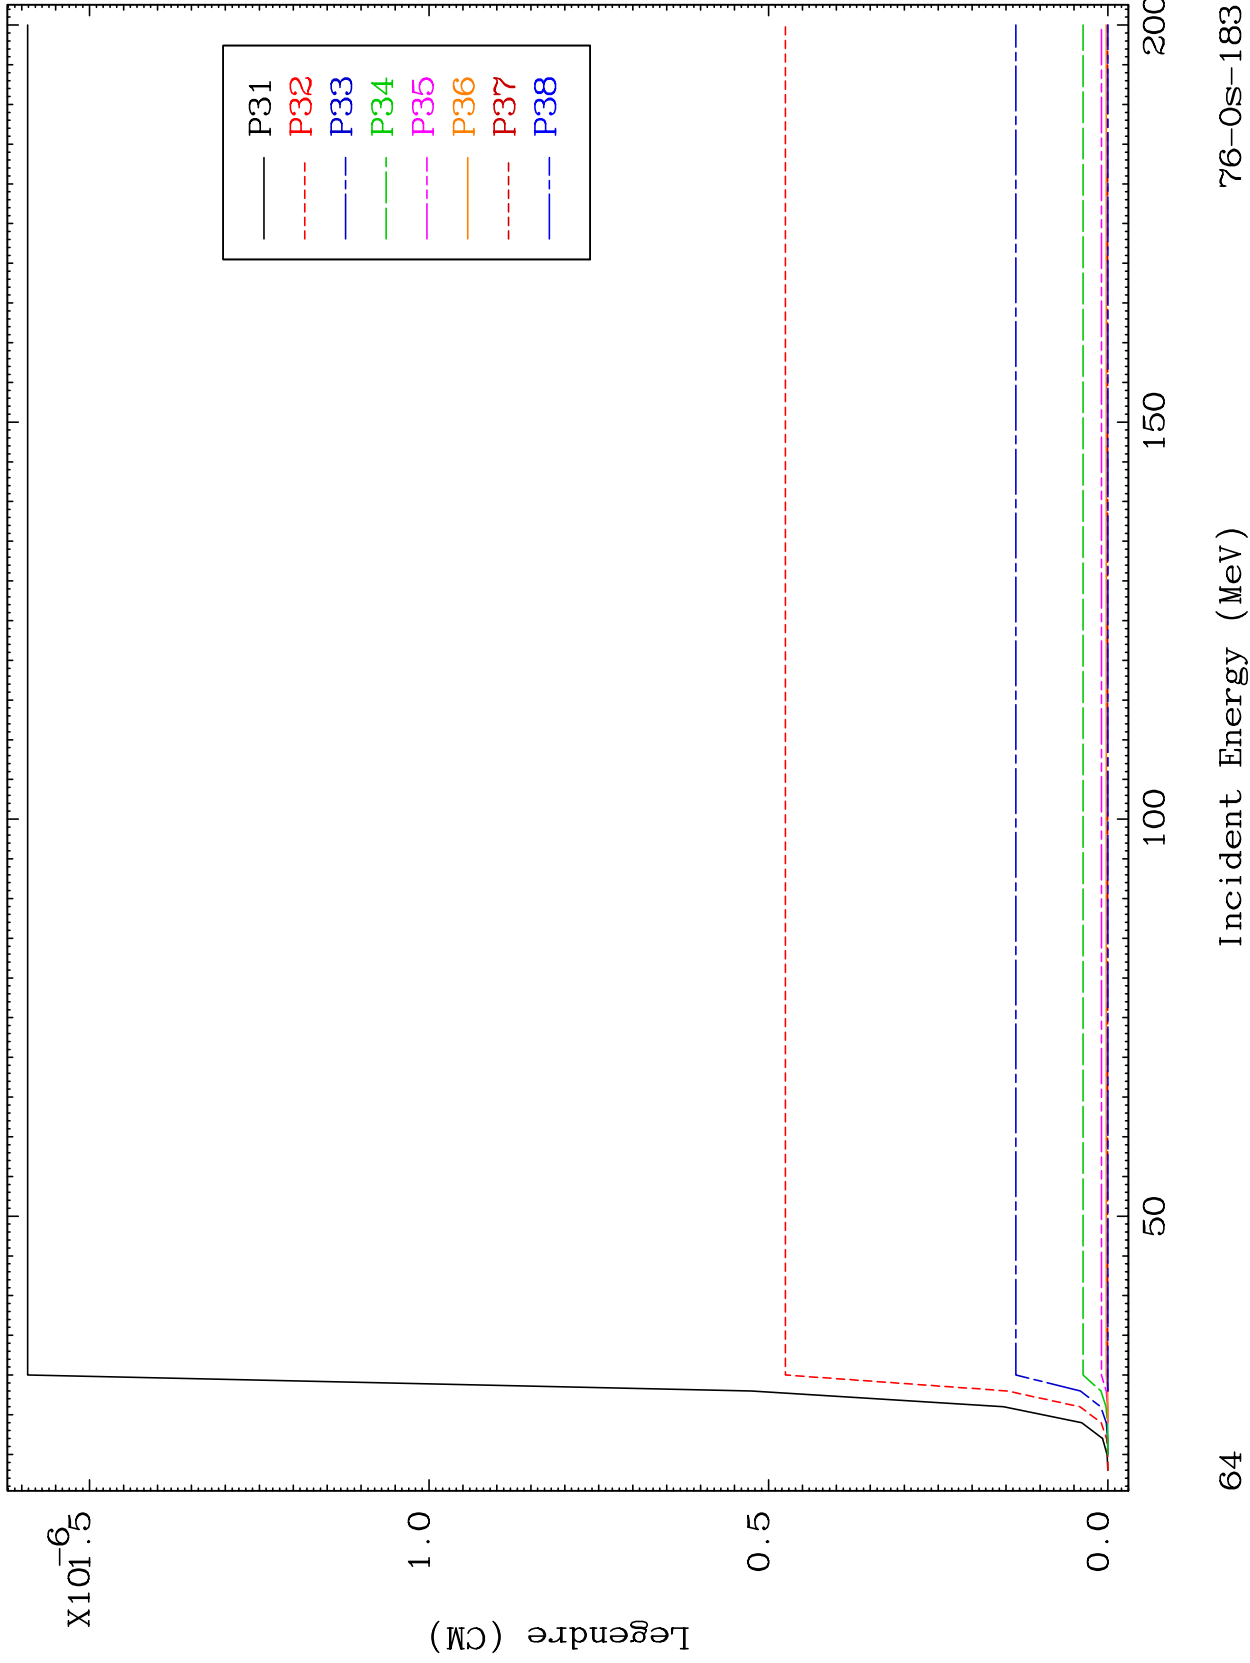 X10-6
1.5
1.0
0.5
0.0
Legendre (CM)
P31
P32
P33
P34
P35
P36
P37
P38
50
100
150
200
Incident Energy (MeV)
64
76-Os-183